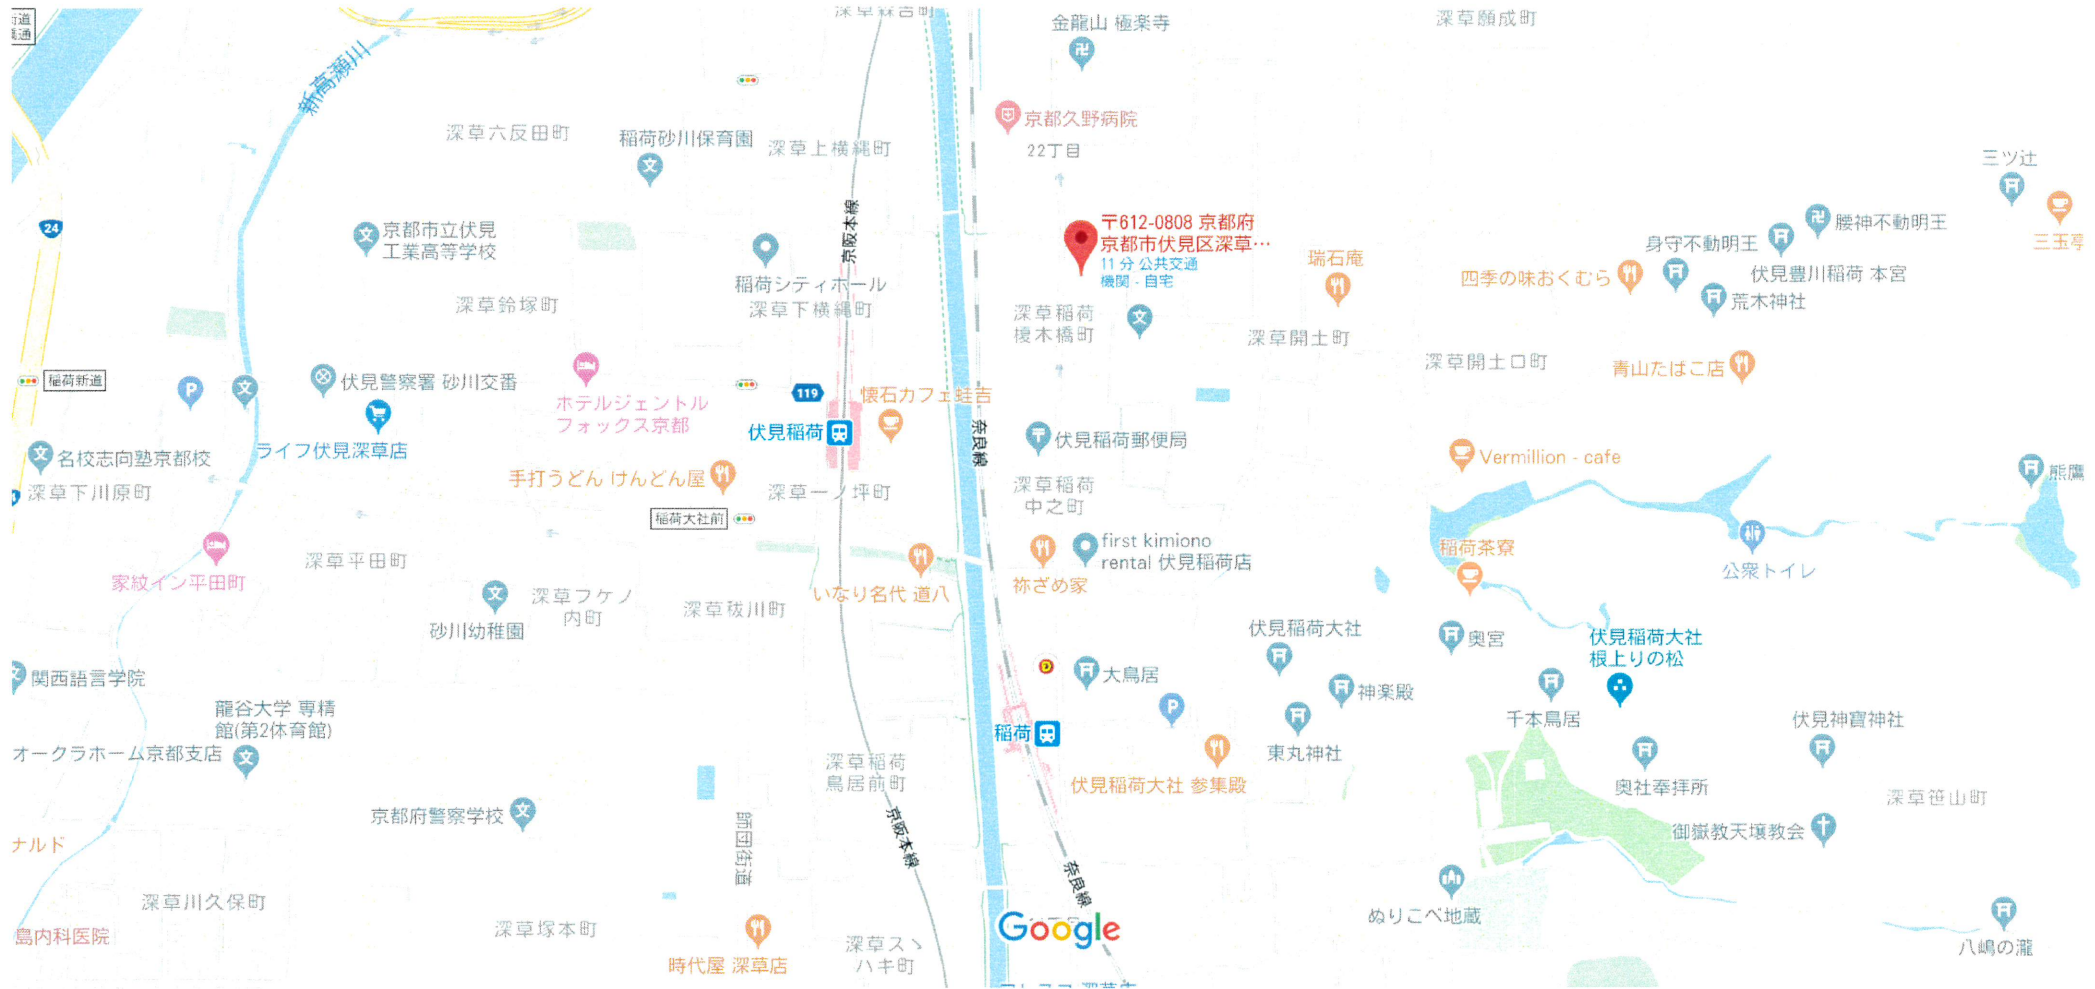 深草森吉町
金龍山 極楽寺
深草願成町
新高瀬川
京都久野病院
22丁目
深草六反田町
稲荷砂川保育園
深草上横縄町
三ツ辻
24
京都市立伏見
工業高等学校
京阪本線
〒612-0808 京都府
京都市伏見区深草…
11 分 公共交通
機関 - 自宅
腰神不動明王
身守不動明王
三玉亭
稲荷シティホール
瑞石庵
四季の味おくむら
伏見豊川稲荷 本宮
荒木神社
深草鈴塚町
深草下横縄町
深草稲荷
榎木橋町
深草開土町
深草開土口町
青山たばこ店
稲荷新道
P
伏見警察署 砂川交番
ホテルジェントル
フォックス京都
119
懐石カフェ蛙吉
伏見稲荷
奈良線
伏見稲荷郵便局
ライフ伏見深草店
名校志向塾京都校
Vermillion - cafe
熊鷹
深草下川原町
手打うどん けんどん屋
深草一ノ坪町
深草稲荷
中之町
稲荷大社前
first kimiono
rental 伏見稲荷店
稲荷茶寮
公衆トイレ
家紋イン平田町
深草平田町
いなり名代 道八
祢ざめ家
砂川幼稚園
深草フケノ
内町
深草秡川町
伏見稲荷大社
奥宮
伏見稲荷大社
根上りの松
関西語言学院
大鳥居
神楽殿
P
龍谷大学 専精
館(第2体育館)
稲荷
東丸神社
千本鳥居
伏見神寶神社
オークラホーム京都支店
深草稲荷
鳥居前町
伏見稲荷大社 参集殿
奥社奉拝所
深草笹山町
京都府警察学校
師団街道
京阪本線
御嶽教天壌教会
ナルド
奈良線
深草川久保町
深草塚本町
Google
ぬりこべ地蔵
島内科医院
時代屋 深草店
深草スヽ
ハキ町
八嶋の瀧